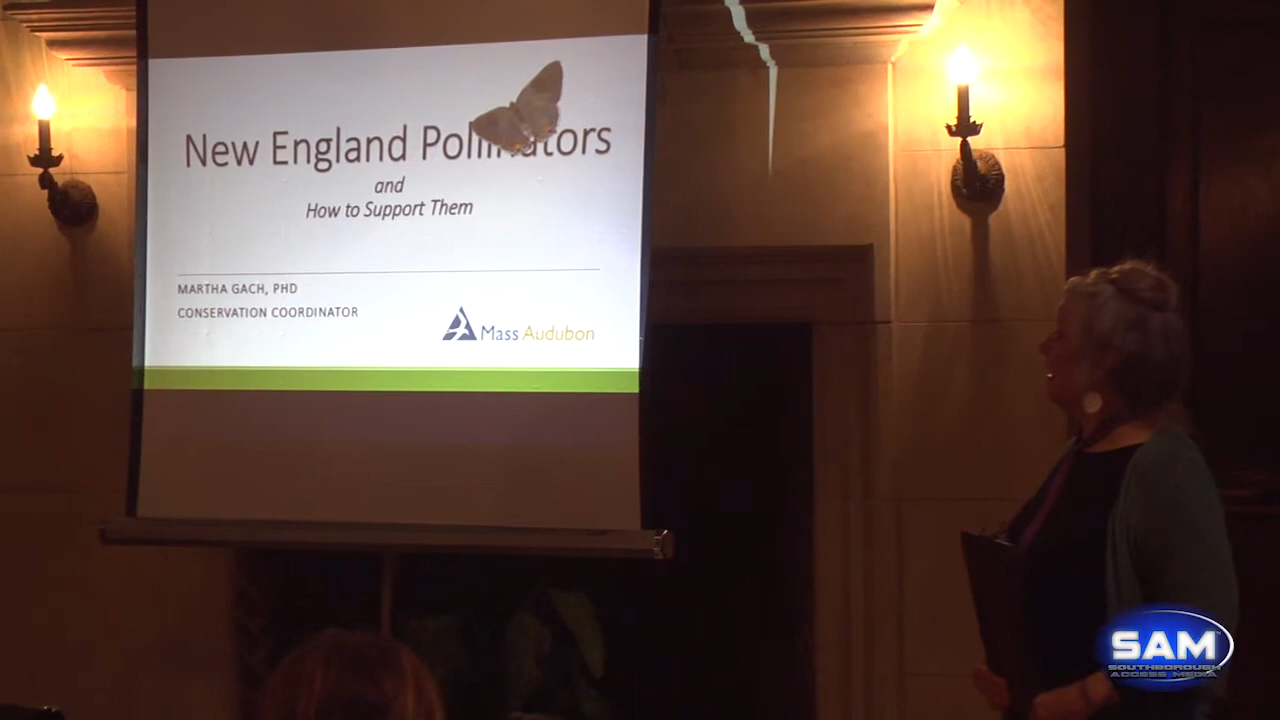 New England Pollinators
and
How to Support Them
MARTHA GACH, PHD
CONSERVATION COORDINATOR
Mass Audubon
SAM
SOUTHBOROUGH
ACCESS MEDIA